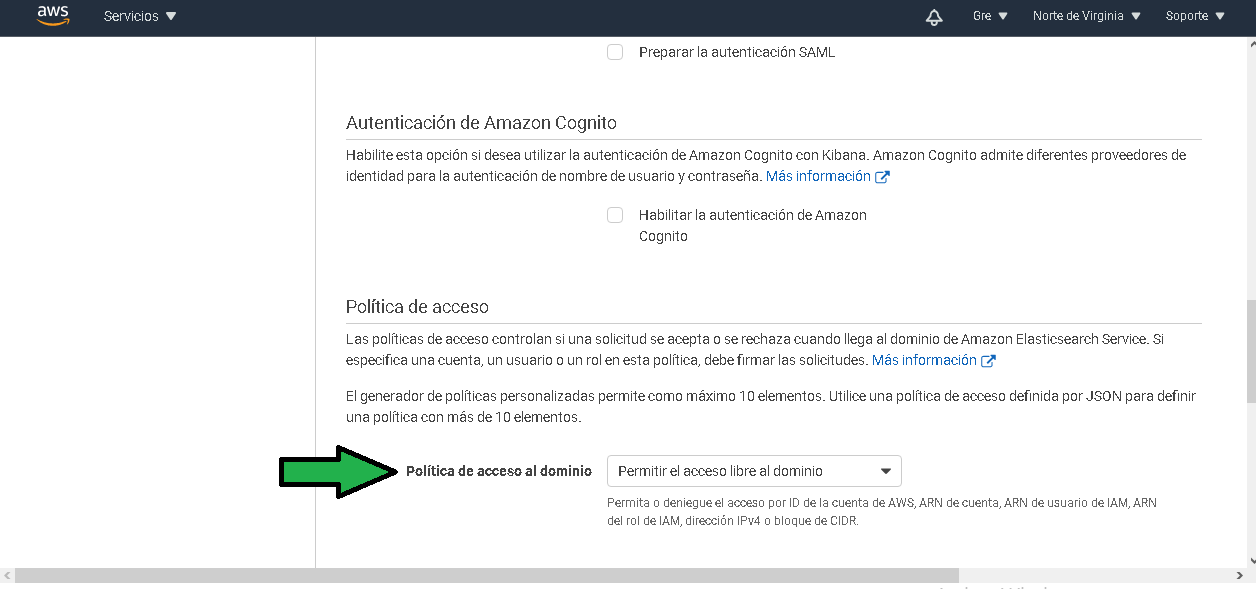 aws Servicios Gre Norte de Virginia Soporte
Preparar la autenticación SAML
Autenticación de Amazon Cognito
Habilite esta opción si desea utilizar la autenticación de Amazon Cognito con Kibana. Amazon Cognito admite diferentes proveedores de
identidad para la autenticación de nombre de usuario y contraseña. Más información
Habilitar la autenticación de Amazon
Cognito
Política de acceso
Las políticas de acceso controlan si una solicitud se acepta o se rechaza cuando llega al dominio de Amazon Elasticsearch Service. Si
especifica una cuenta, un usuario o un rol en esta política, debe firmar las solicitudes. Más información
El generador de políticas personalizadas permite como máximo 10 elementos. Utilice una política de acceso definida por JSON para definir
una política con más de 10 elementos.
Política de acceso al dominio Permitir el acceso libre al dominio
Permita o deniegue el acceso por ID de la cuenta de AWS, ARN de cuenta, ARN de usuario de IAM, ARN
del rol de IAM, dirección IPv4 o bloque de CIDR.